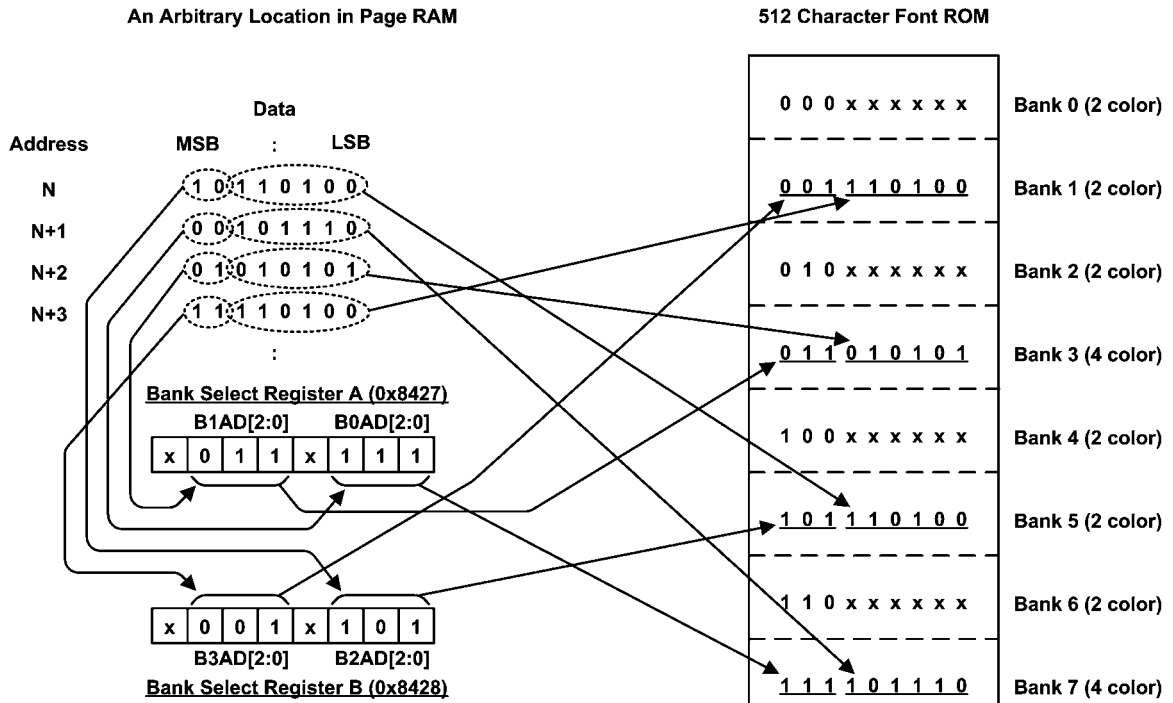 An Arbitrary Location in Page RAM
512 Character Font ROM
Data
Address MSB : LSB
N 1 0 1 1 0 1 0 0
N+1 0 0 1 0 1 1 1 0
N+2 0 1 0 1 0 1 0 1
N+3 1 1 1 1 0 1 0 0
:
Bank Select Register A (0x8427)
B1AD[2:0] B0AD[2:0]
x 0 1 1 x 1 1 1
x 0 0 1 x 1 0 1
B3AD[2:0] B2AD[2:0]
Bank Select Register B (0x8428)
0 0 0 x x x x x x Bank 0 (2 color)
0 0 1 1 1 0 1 0 0 Bank 1 (2 color)
0 1 0 x x x x x x Bank 2 (2 color)
0 1 1 0 1 0 1 0 1 Bank 3 (4 color)
1 0 0 x x x x x x Bank 4 (2 color)
1 0 1 1 1 0 1 0 0 Bank 5 (2 color)
1 1 0 x x x x x x Bank 6 (2 color)
1 1 1 1 0 1 1 1 0 Bank 7 (4 color)